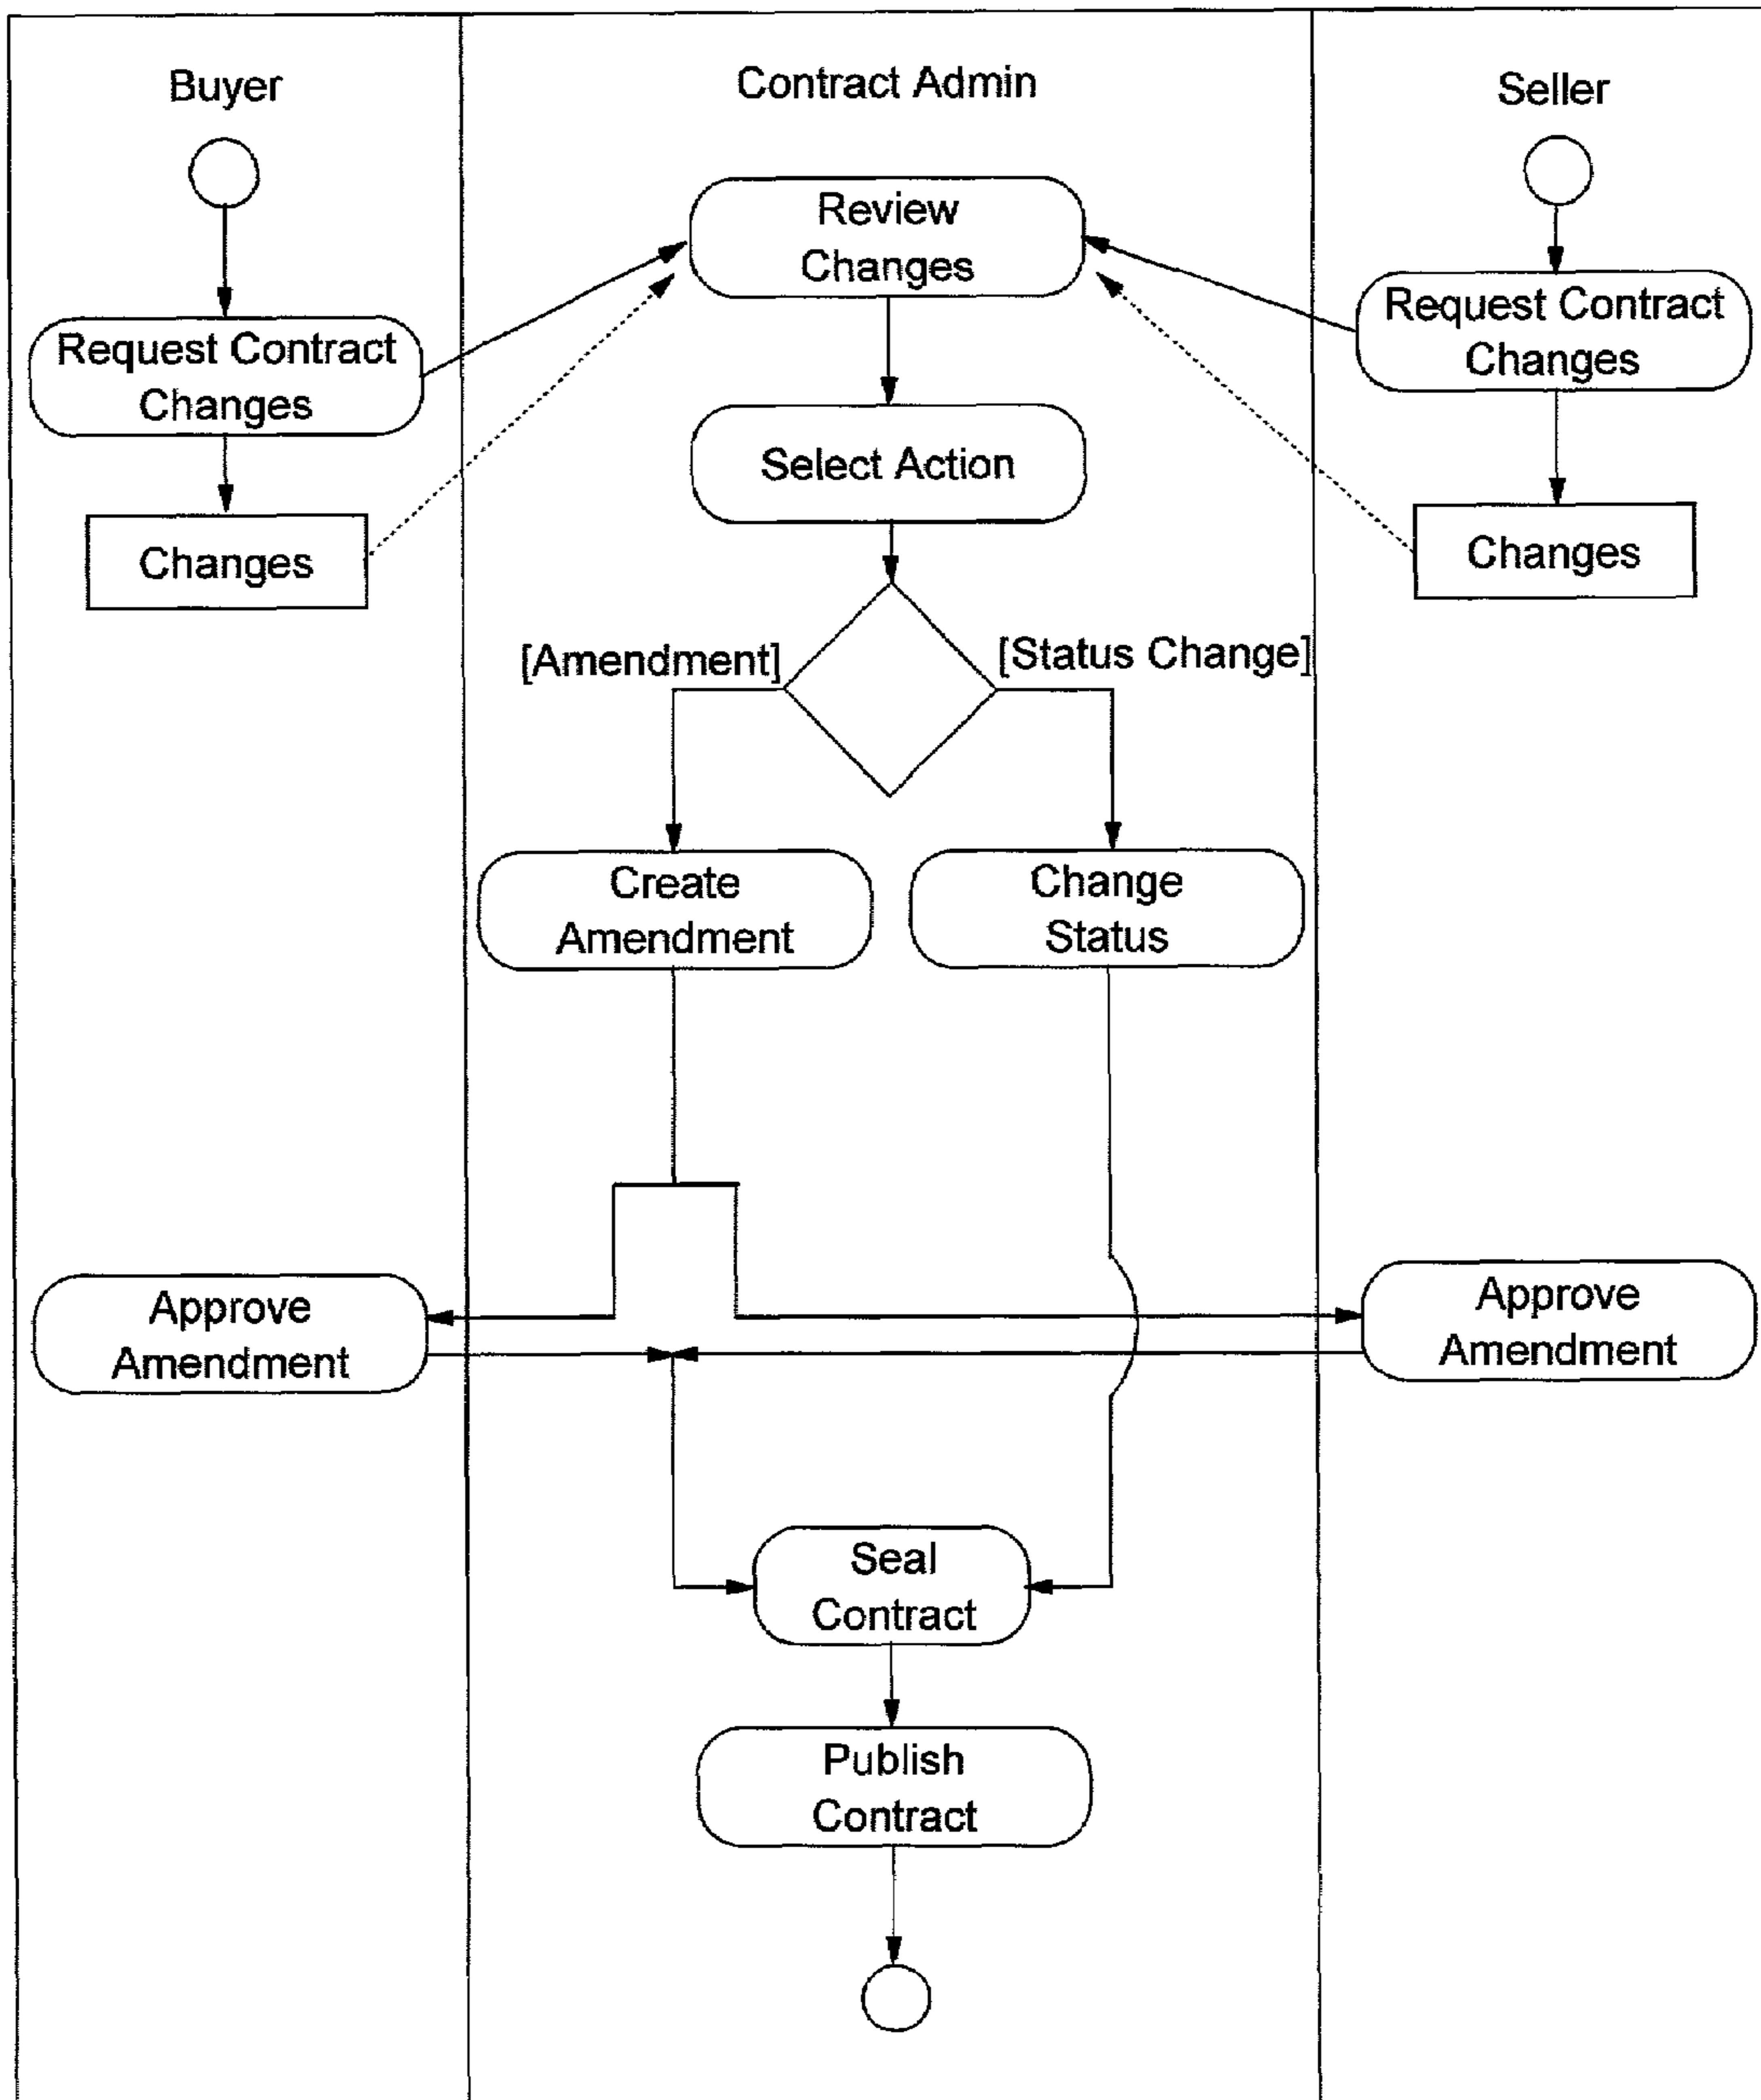 Buyer
Contract Admin
Seller
Review
Changes
Request Contract
Changes
Request Contract
Changes
Select Action
Changes
Changes
[Amendment]
[Status Change]
Create
Amendment
Change
Status
Approve
Amendment
Approve
Amendment
Seal
Contract
Publish
Contract